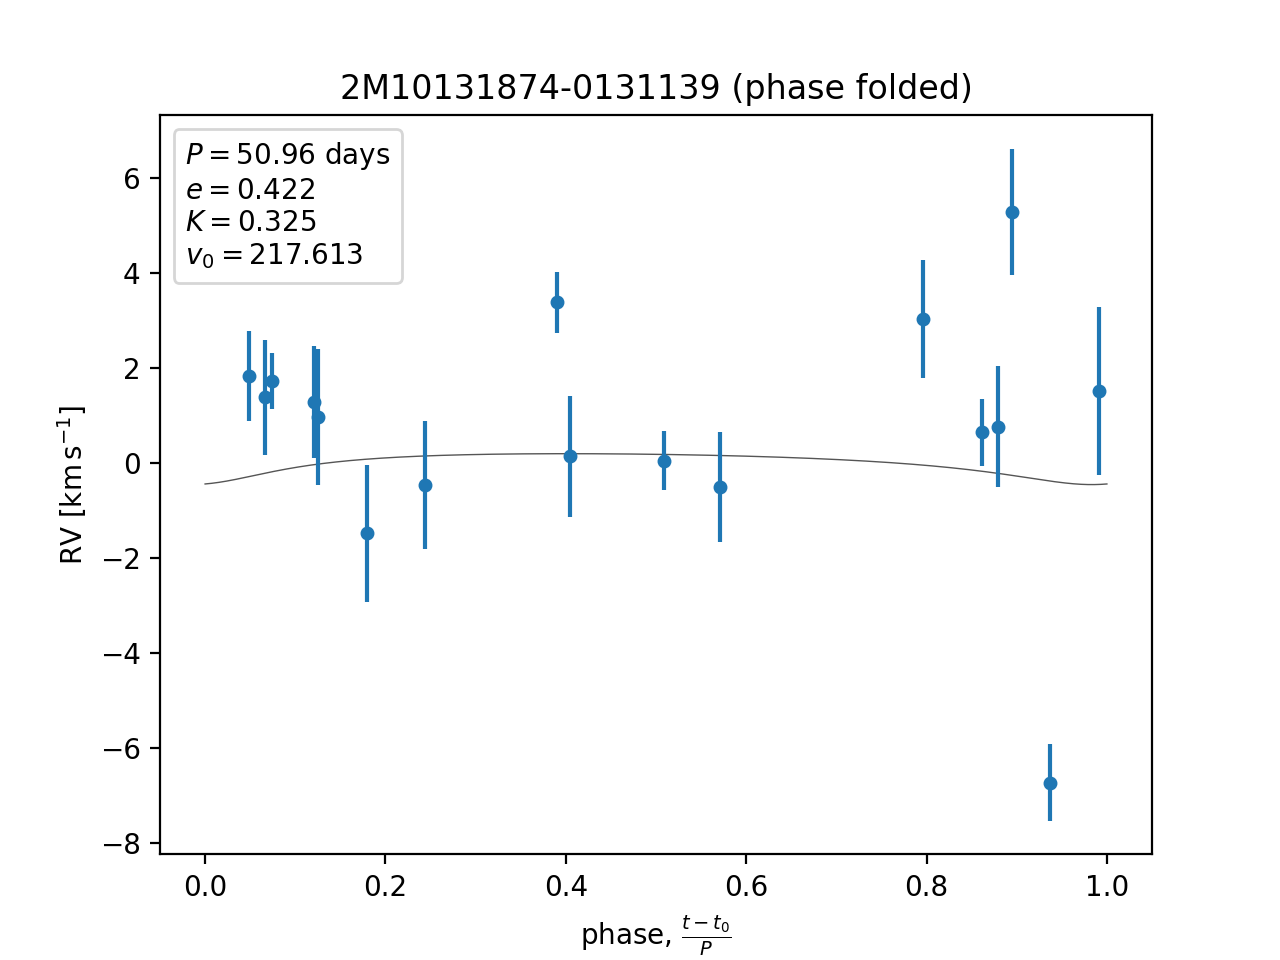 2M10131874-0131139 (phase folded)
P = 50.96 days
e = 0.422
K = 0.325
v₀ = 217.613
6
4
2
0
−2
−4
−6
−8
RV [km s⁻¹]
0.0 0.2 0.4 0.6 0.8 1.0
phase, (t − t₀)/P